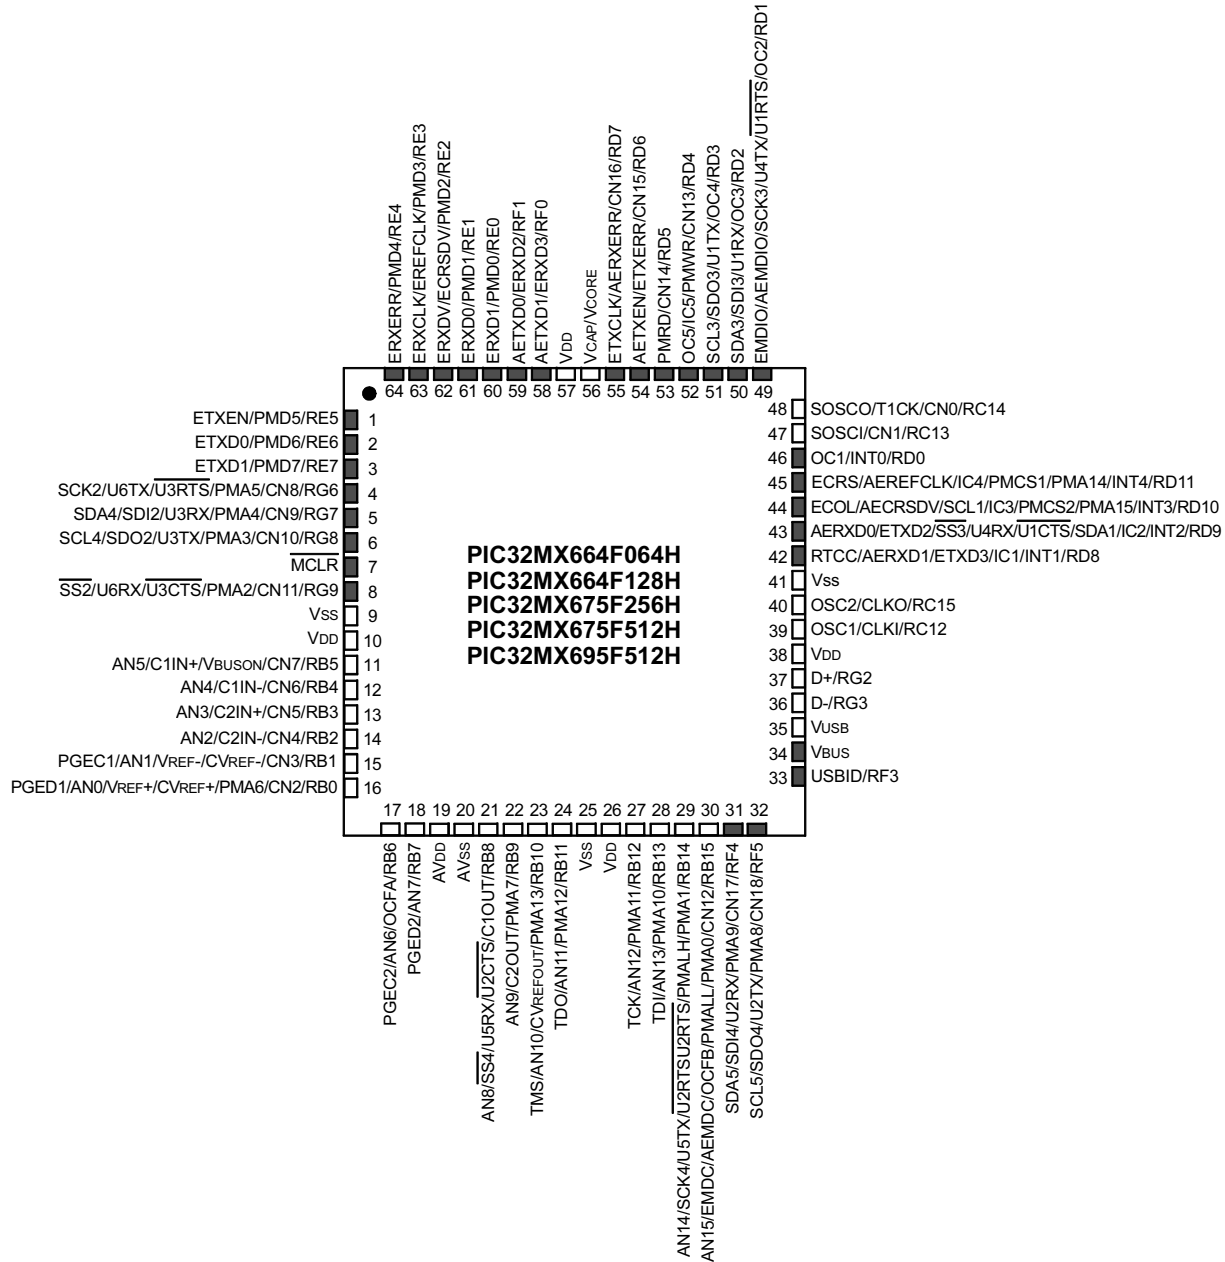 ERXERR/PMD4/RE4
ERXCLK/EREFCLK/PMD3/RE3
ERXDV/ECRSDV/PMD2/RE2
ERXD0/PMD1/RE1
ERXD1/PMD0/RE0
AETXD0/ERXD2/RF1
AETXD1/ERXD3/RF0
VDD
VCAP/VCORE
ETXCLK/AERXERR/CN16/RD7
AETXEN/ETXERR/CN15/RD6
PMRD/CN14/RD5
OC5/IC5/PMWR/CN13/RD4
SCL3/SDO3/U1TX/OC4/RD3
SDA3/SDI3/U1RX/OC3/RD2
EMDIO/AEMDIO/SCK3/U4TX/U1RTS/OC2/RD1
64 63 62 61 60 59 58 57 56 55 54 53 52 51 50 49
ETXEN/PMD5/RE5 1
ETXD0/PMD6/RE6 2
ETXD1/PMD7/RE7 3
SCK2/U6TX/U3RTS/PMA5/CN8/RG6 4
SDA4/SDI2/U3RX/PMA4/CN9/RG7 5
SCL4/SDO2/U3TX/PMA3/CN10/RG8 6
MCLR 7
SS2/U6RX/U3CTS/PMA2/CN11/RG9 8
VSS 9
VDD 10
AN5/C1IN+/VBUSON/CN7/RB5 11
AN4/C1IN-/CN6/RB4 12
AN3/C2IN+/CN5/RB3 13
AN2/C2IN-/CN4/RB2 14
PGEC1/AN1/VREF-/CVREF-/CN3/RB1 15
PGED1/AN0/VREF+/CVREF+/PMA6/CN2/RB0 16
PIC32MX664F064H
PIC32MX664F128H
PIC32MX675F256H
PIC32MX675F512H
PIC32MX695F512H
48 SOSCO/T1CK/CN0/RC14
47 SOSCI/CN1/RC13
46 OC1/INT0/RD0
45 ECRS/AEREFCLK/IC4/PMCS1/PMA14/INT4/RD11
44 ECOL/AECRSDV/SCL1/IC3/PMCS2/PMA15/INT3/RD10
43 AERXD0/ETXD2/SS3/U4RX/U1CTS/SDA1/IC2/INT2/RD9
42 RTCC/AERXD1/ETXD3/IC1/INT1/RD8
41 Vss
40 OSC2/CLKO/RC15
39 OSC1/CLKI/RC12
38 VDD
37 D+/RG2
36 D-/RG3
35 VUSB
34 VBUS
33 USBID/RF3
17 18 19 20 21 22 23 24 25 26 27 28 29 30 31 32
PGEC2/AN6/OCFA/RB6
PGED2/AN7/RB7
AVDD
AVSS
AN8/SS4/U5RX/U2CTS/C1OUT/RB8
AN9/C2OUT/PMA7/RB9
TMS/AN10/CVREFOUT/PMA13/RB10
TDO/AN11/PMA12/RB11
VSS
VDD
TCK/AN12/PMA11/RB12
TDI/AN13/PMA10/RB13
AN14/SCK4/U5TX/U2RTSU2RTS/PMALH/PMA1/RB14
AN15/EMDC/AEMDC/OCFB/PMALL/PMA0/CN12/RB15
SDA5/SDI4/U2RX/PMA9/CN17/RF4
SCL5/SDO4/U2TX/PMA8/CN18/RF5